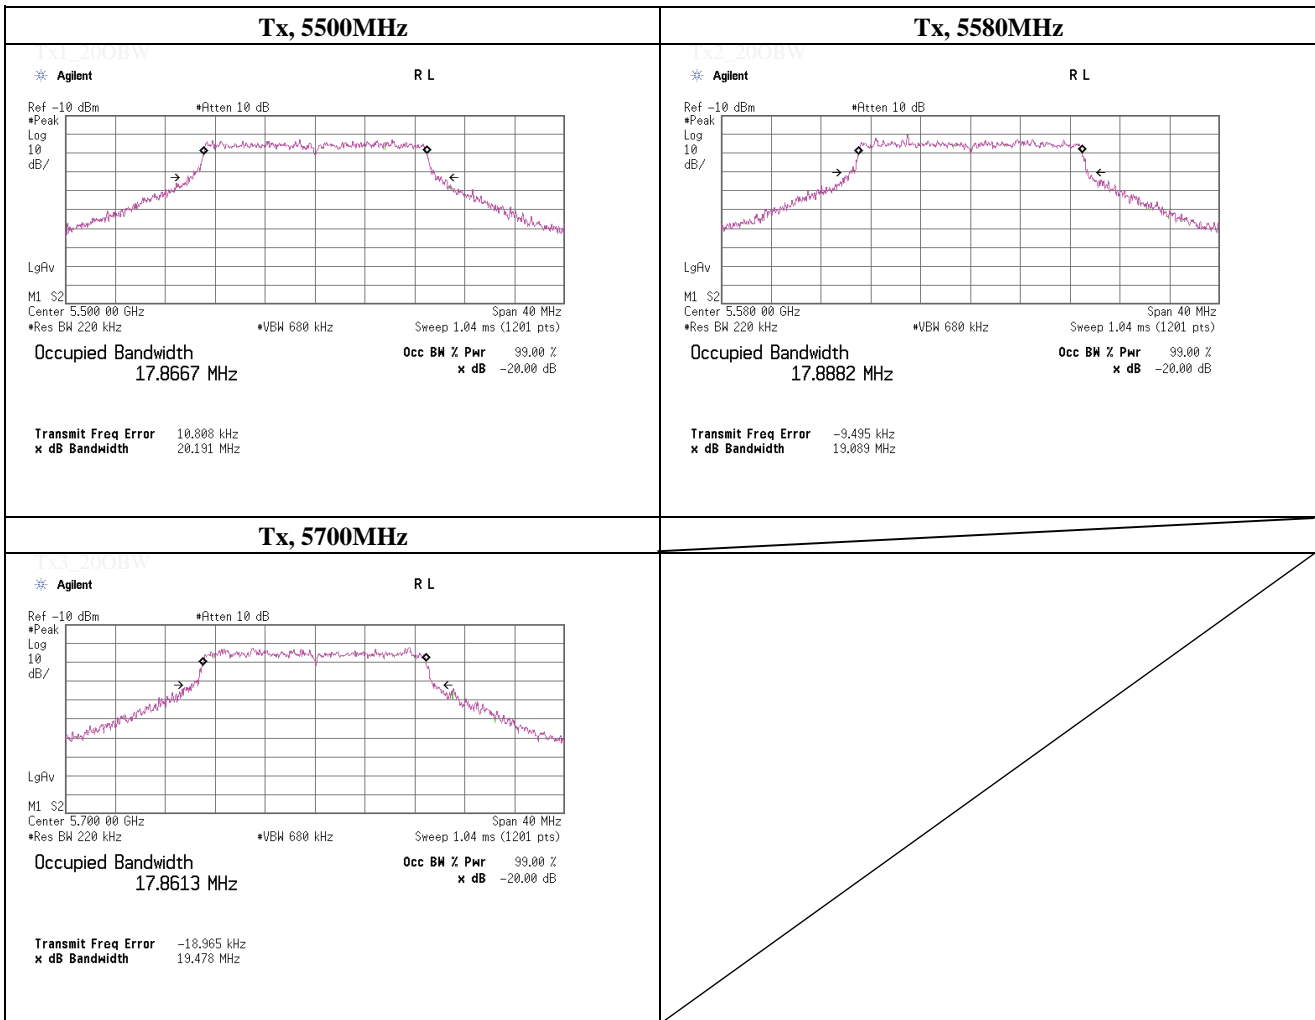 Tx, 5500MHz
Tx1_20OBW
Agilent
R L
Ref -10 dBm #Atten 10 dB
#Peak
Log
10
dB/
LgAv
M1 S2
Center 5.500 00 GHz Span 40 MHz
#Res BW 220 kHz #VBW 680 kHz Sweep 1.04 ms (1201 pts)
Occupied Bandwidth Occ BW % Pwr 99.00 %
17.8667 MHz x dB -20.00 dB
Transmit Freq Error 10.808 kHz
x dB Bandwidth 20.191 MHz
Tx, 5580MHz
Tx2_20OBW
Agilent
R L
Ref -10 dBm #Atten 10 dB
#Peak
Log
10
dB/
LgAv
M1 S2
Center 5.580 00 GHz Span 40 MHz
#Res BW 220 kHz #VBW 680 kHz Sweep 1.04 ms (1201 pts)
Occupied Bandwidth Occ BW % Pwr 99.00 %
17.8882 MHz x dB -20.00 dB
Transmit Freq Error -9.495 kHz
x dB Bandwidth 19.089 MHz
Tx, 5700MHz
Tx3_20OBW
Agilent
R L
Ref -10 dBm #Atten 10 dB
#Peak
Log
10
dB/
LgAv
M1 S2
Center 5.700 00 GHz Span 40 MHz
#Res BW 220 kHz #VBW 680 kHz Sweep 1.04 ms (1201 pts)
Occupied Bandwidth Occ BW % Pwr 99.00 %
17.8613 MHz x dB -20.00 dB
Transmit Freq Error -18.965 kHz
x dB Bandwidth 19.478 MHz